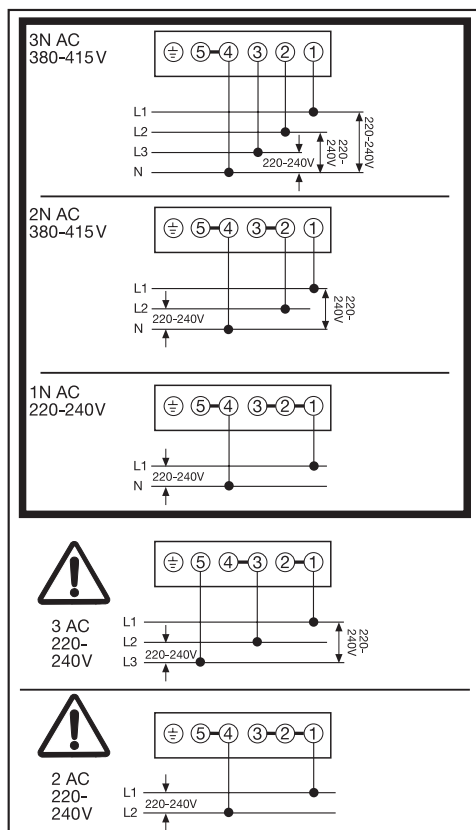 3N AC
380-415V
⏚ 5 4 3 2 1
L1
L2
L3
N
220-240V
220-
240V
220-240V
2N AC
380-415V
⏚ 5 4 3 2 1
L1
L2
N
220-240V
220-
240V
1N AC
220-240V
⏚ 5 4 3 2 1
L1
N
220-240V
!
3 AC
220-
240V
⏚ 5 4 3 2 1
L1
L2
L3
220-240V
220-
240V
!
2 AC
220-
240V
⏚ 5 4 3 2 1
L1
L2
220-240V